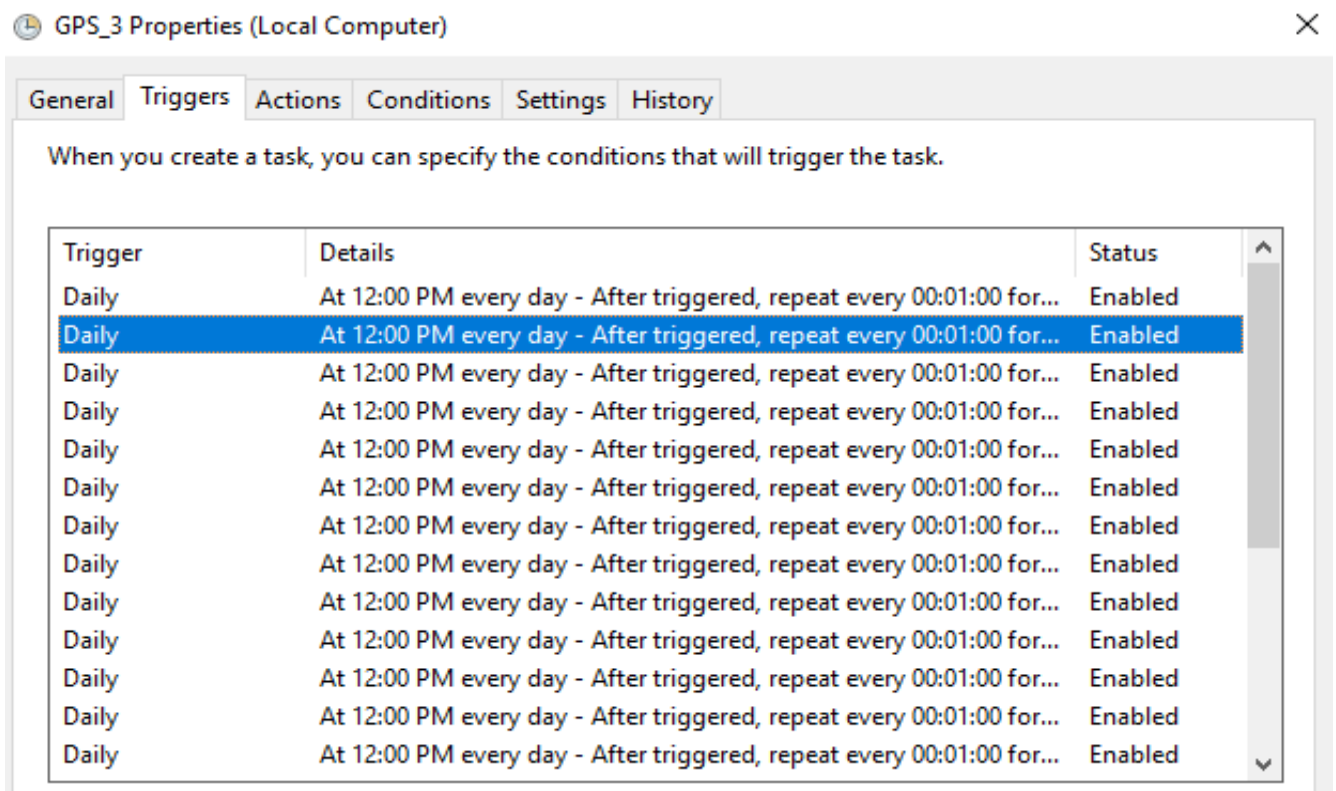 GPS_3 Properties (Local Computer)
General Triggers Actions Conditions Settings History
When you create a task, you can specify the conditions that will trigger the task.
Trigger Details Status
Daily At 12:00 PM every day - After triggered, repeat every 00:01:00 for... Enabled
Daily At 12:00 PM every day - After triggered, repeat every 00:01:00 for... Enabled
Daily At 12:00 PM every day - After triggered, repeat every 00:01:00 for... Enabled
Daily At 12:00 PM every day - After triggered, repeat every 00:01:00 for... Enabled
Daily At 12:00 PM every day - After triggered, repeat every 00:01:00 for... Enabled
Daily At 12:00 PM every day - After triggered, repeat every 00:01:00 for... Enabled
Daily At 12:00 PM every day - After triggered, repeat every 00:01:00 for... Enabled
Daily At 12:00 PM every day - After triggered, repeat every 00:01:00 for... Enabled
Daily At 12:00 PM every day - After triggered, repeat every 00:01:00 for... Enabled
Daily At 12:00 PM every day - After triggered, repeat every 00:01:00 for... Enabled
Daily At 12:00 PM every day - After triggered, repeat every 00:01:00 for... Enabled
Daily At 12:00 PM every day - After triggered, repeat every 00:01:00 for... Enabled
Daily At 12:00 PM every day - After triggered, repeat every 00:01:00 for... Enabled